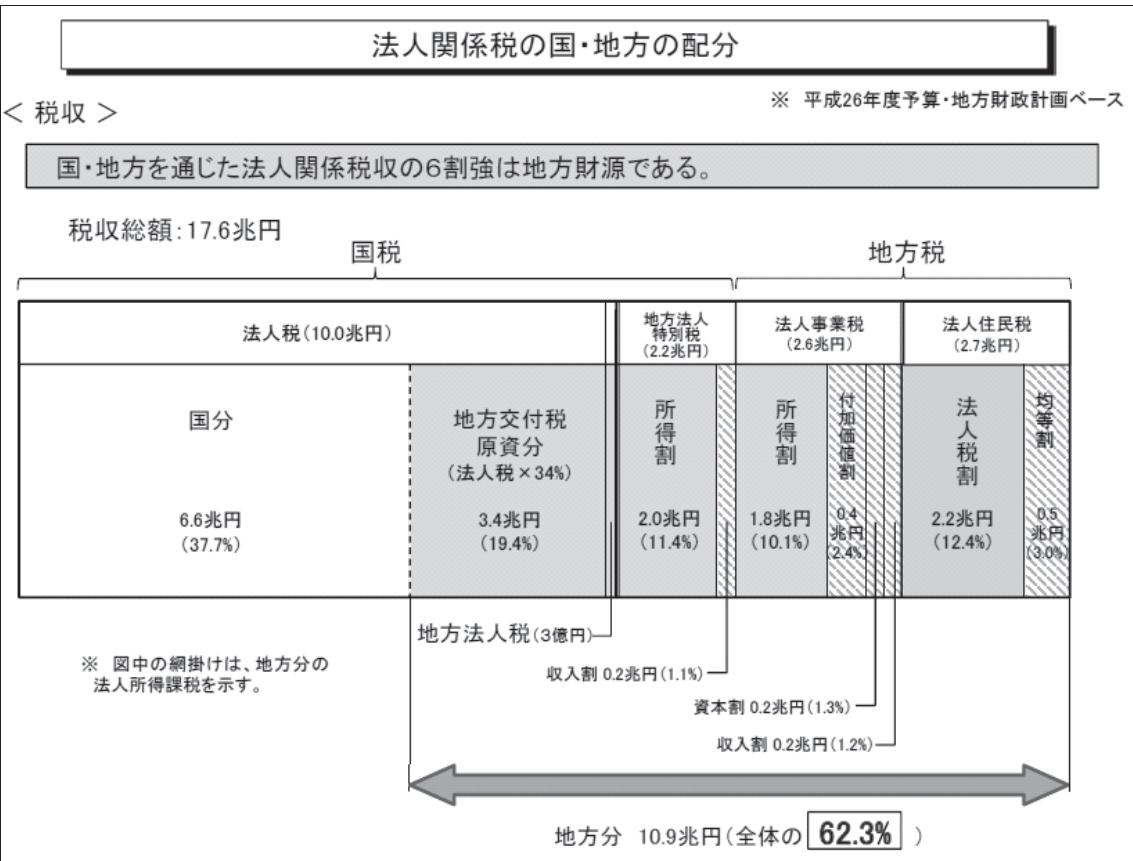 法人関係税の国・地方の配分
※ 平成26年度予算・地方財政計画ベース
＜ 税収 ＞
国・地方を通じた法人関係税収の6割強は地方財源である。
税収総額：17.6兆円
国税
地方税
法人税（10.0兆円）
地方法人
特別税
（2.2兆円）
法人事業税
（2.6兆円）
法人住民税
（2.7兆円）
国分
6.6兆円
（37.7%）
地方交付税
原資分
（法人税×34%）
3.4兆円
（19.4%）
所得割
2.0兆円
（11.4%）
所得割
1.8兆円
（10.1%）
付加価値割
0.4
兆円
（2.4%）
法人税割
2.2兆円
（12.4%）
均等割
0.5
兆円
（3.0%）
地方法人税（3億円）
収入割 0.2兆円（1.1%）
資本割 0.2兆円（1.3%）
収入割 0.2兆円（1.2%）
※ 図中の網掛けは、地方分の
法人所得課税を示す。
地方分 10.9兆円（全体の 62.3% ）